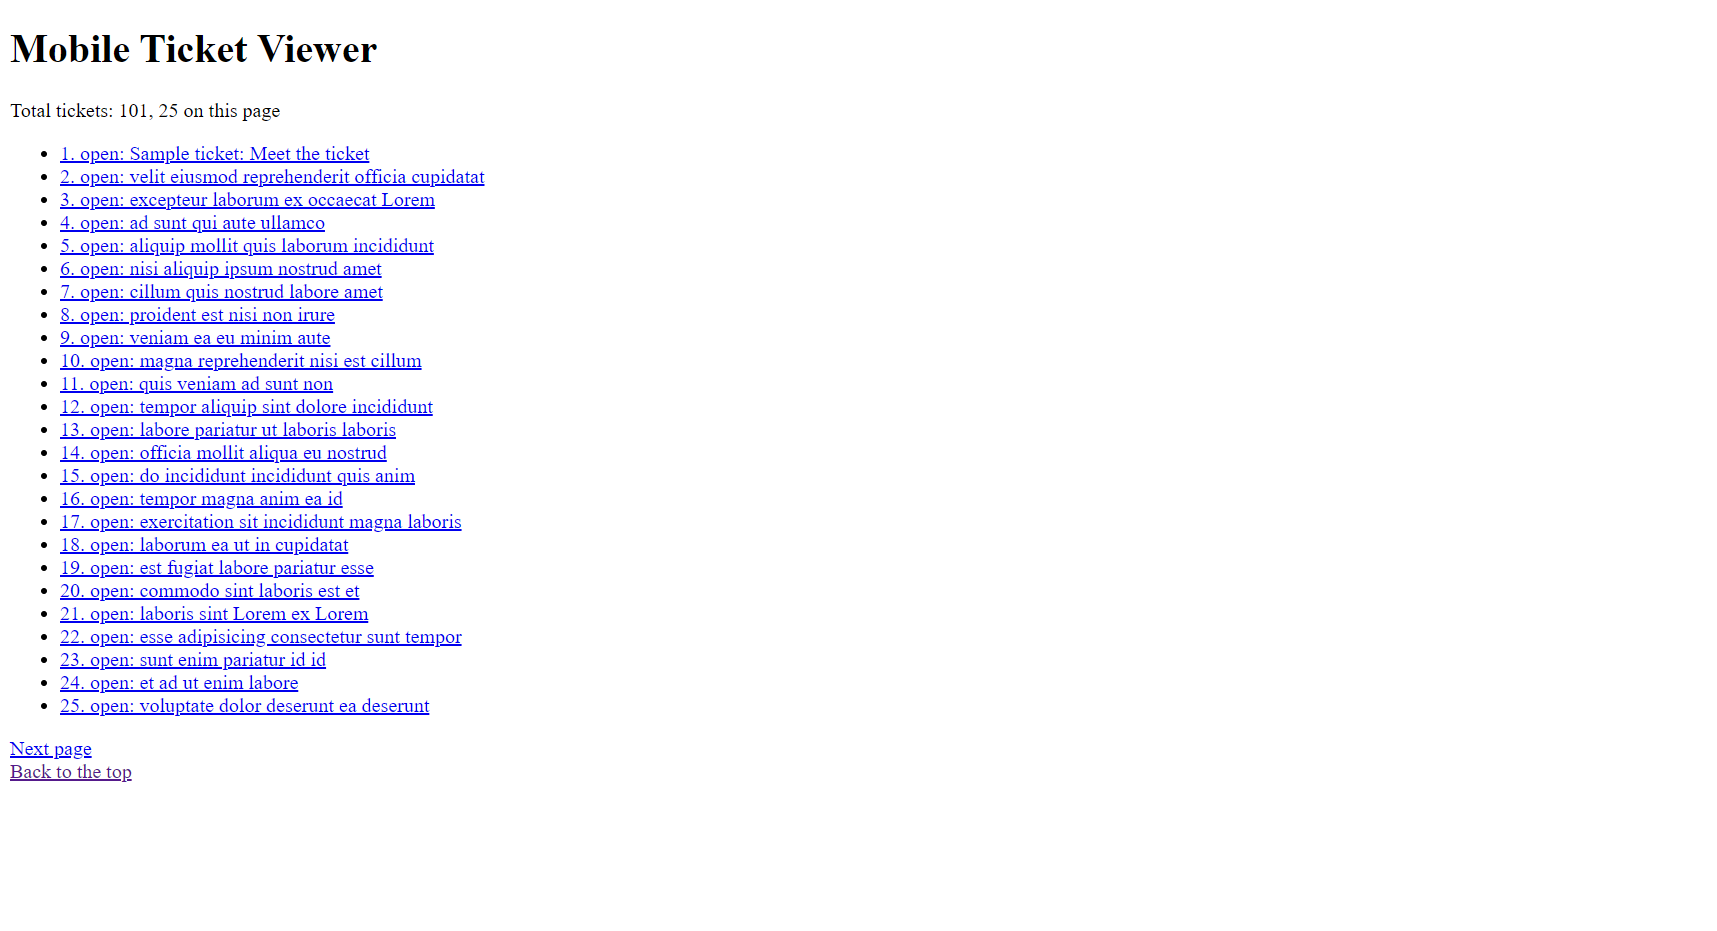 Mobile Ticket Viewer
Total tickets: 101, 25 on this page
1. open: Sample ticket: Meet the ticket
2. open: velit eiusmod reprehenderit officia cupidatat
3. open: excepteur laborum ex occaecat Lorem
4. open: ad sunt qui aute ullamco
5. open: aliquip mollit quis laborum incididunt
6. open: nisi aliquip ipsum nostrud amet
7. open: cillum quis nostrud labore amet
8. open: proident est nisi non irure
9. open: veniam ea eu minim aute
10. open: magna reprehenderit nisi est cillum
11. open: quis veniam ad sunt non
12. open: tempor aliquip sint dolore incididunt
13. open: labore pariatur ut laboris laboris
14. open: officia mollit aliqua eu nostrud
15. open: do incididunt incididunt quis anim
16. open: tempor magna anim ea id
17. open: exercitation sit incididunt magna laboris
18. open: laborum ea ut in cupidatat
19. open: est fugiat labore pariatur esse
20. open: commodo sint laboris est et
21. open: laboris sint Lorem ex Lorem
22. open: esse adipisicing consectetur sunt tempor
23. open: sunt enim pariatur id id
24. open: et ad ut enim labore
25. open: voluptate dolor deserunt ea deserunt
Next page
Back to the top